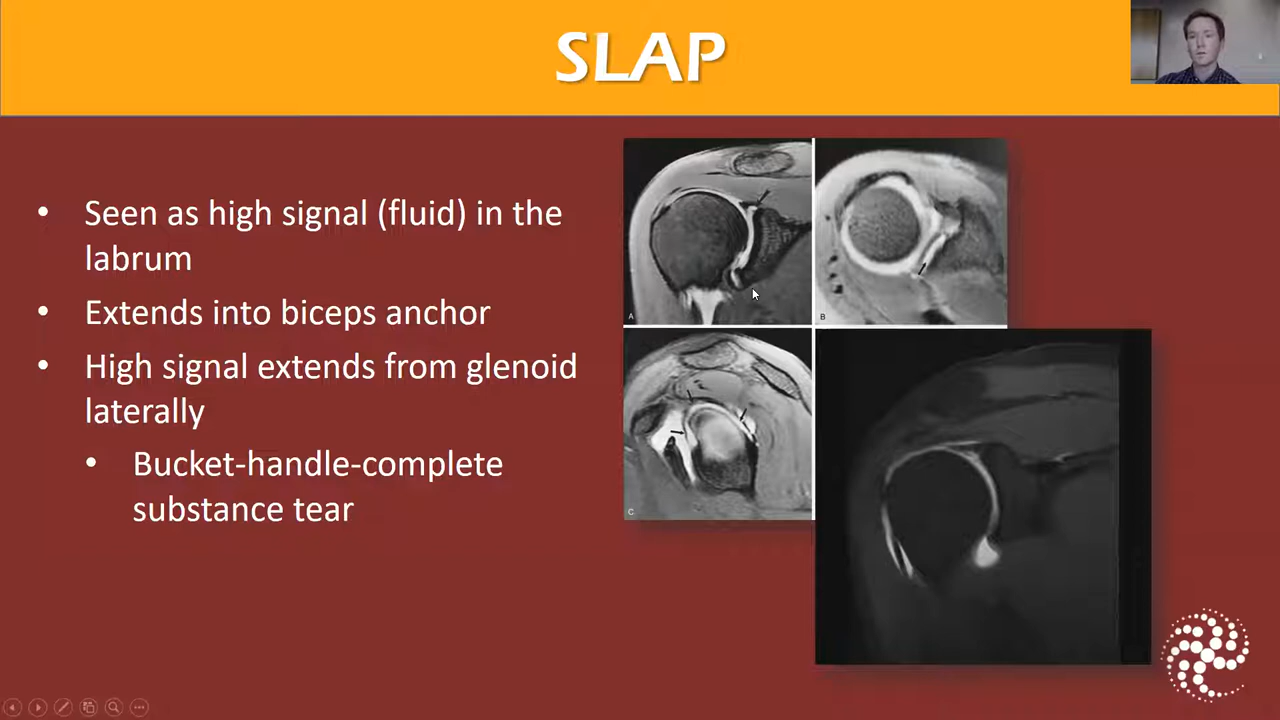 SLAP
• Seen as high signal (fluid) in the
labrum
• Extends into biceps anchor
• High signal extends from glenoid
laterally
• Bucket-handle-complete
substance tear
A
B
C